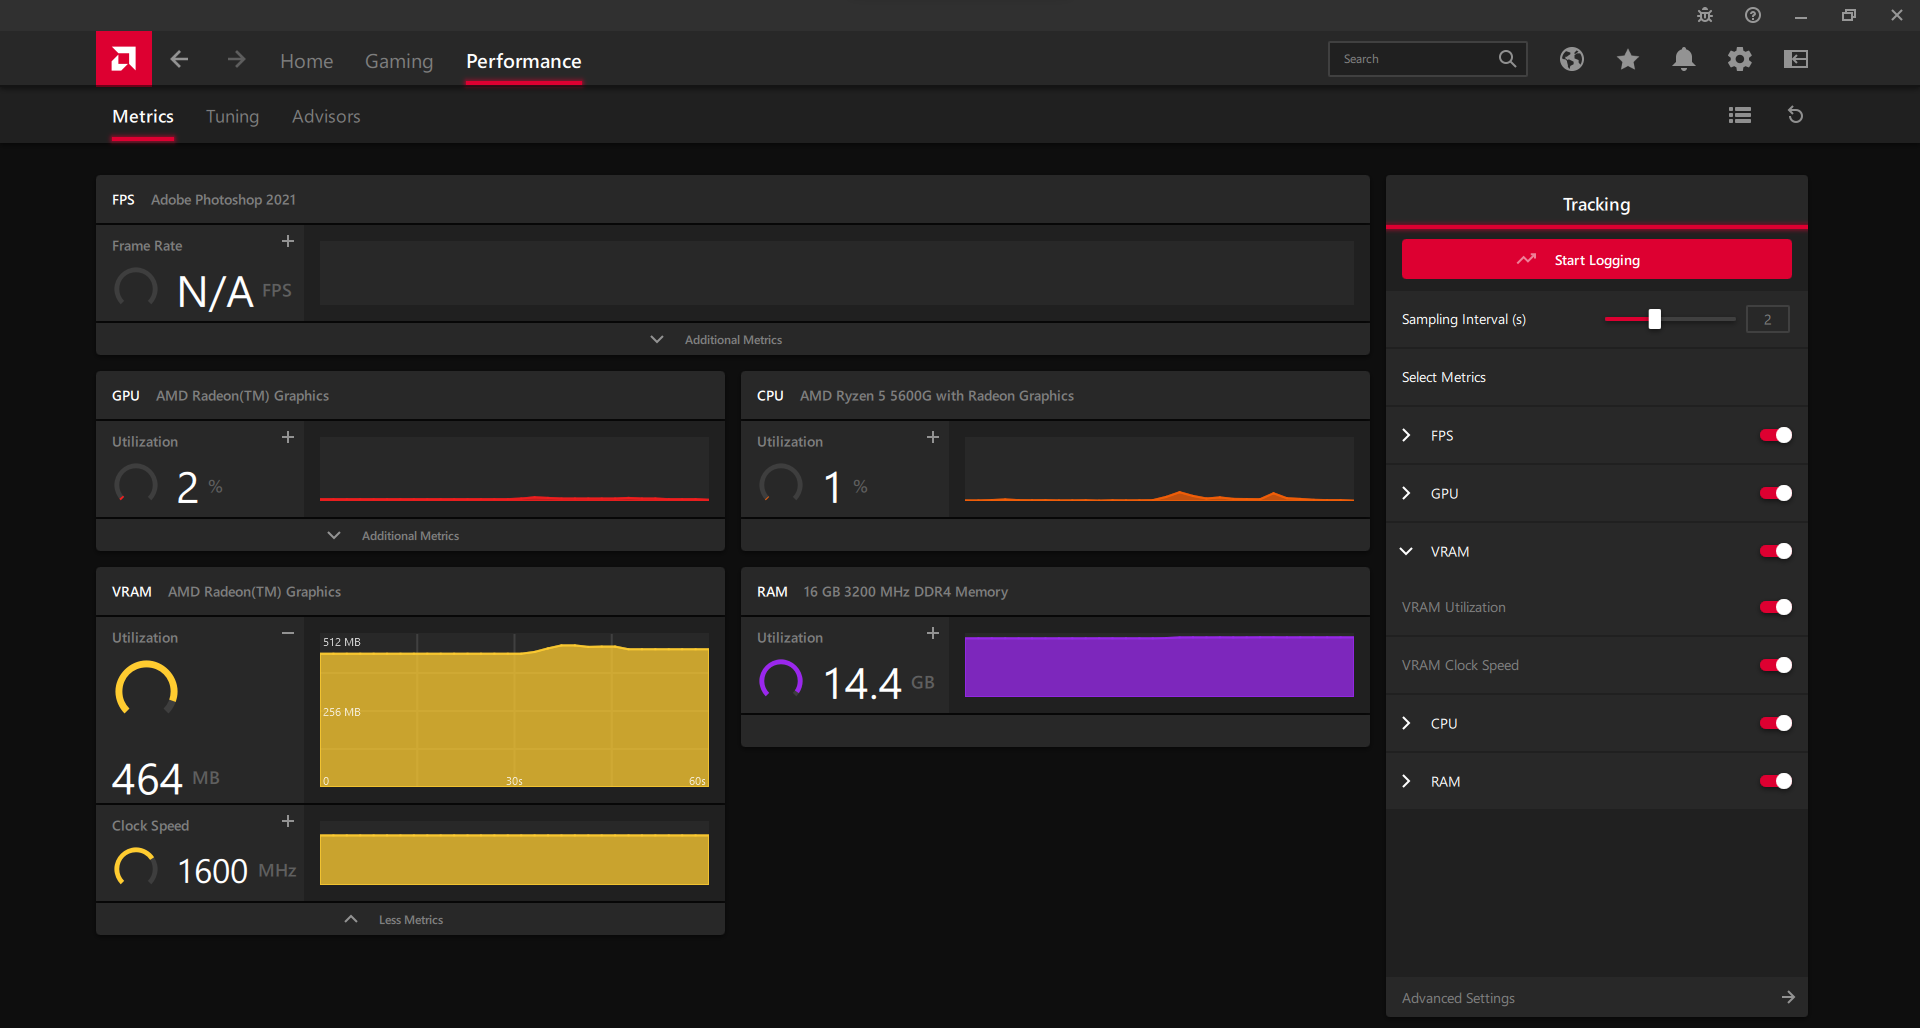 Home Gaming Performance Search
Metrics Tuning Advisors
FPS Adobe Photoshop 2021
Frame Rate
N/A FPS
Additional Metrics
GPU AMD Radeon(TM) Graphics
Utilization
2 %
Additional Metrics
CPU AMD Ryzen 5 5600G with Radeon Graphics
Utilization
1 %
VRAM AMD Radeon(TM) Graphics
Utilization
464 MB
512 MB
256 MB
0 30s 60s
Clock Speed
1600 MHz
Less Metrics
RAM 16 GB 3200 MHz DDR4 Memory
Utilization
14.4 GB
Tracking
Start Logging
Sampling Interval (s) 2
Select Metrics
FPS
GPU
VRAM
VRAM Utilization
VRAM Clock Speed
CPU
RAM
Advanced Settings